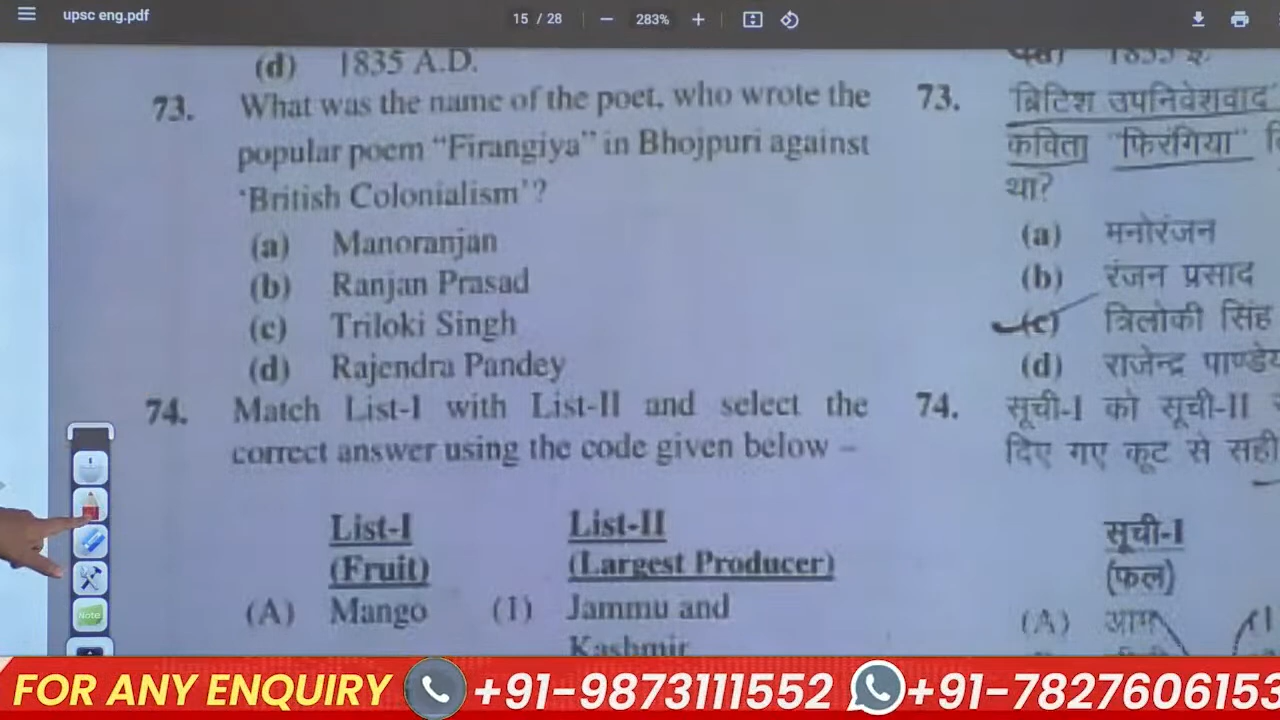 upsc eng.pdf
15 / 28
283%
(d) 1835 A.D.
73. What was the name of the poet, who wrote the
popular poem “Firangiya” in Bhojpuri against
‘British Colonialism’?
(a) Manoranjan
(b) Ranjan Prasad
(c) Triloki Singh
(d) Rajendra Pandey
74. Match List-I with List-II and select the
correct answer using the code given below –
List-I List-II
(Fruit) (Largest Producer)
(A) Mango (1) Jammu and
Kashmir
73. ब्रिटिश उपनिवेशवाद
कविता "फिरंगिया"
था?
(a) मनोरंजन
(b) रंजन प्रसाद
(c) त्रिलोकी सिंह
(d) राजेन्द्र पाण्डेय
74. सूची-I को सूची-II
दिए गए कूट से सही
सूची-I
(फल)
(A) आम
Note
FOR ANY ENQUIRY +91-9873111552 +91-7827606153